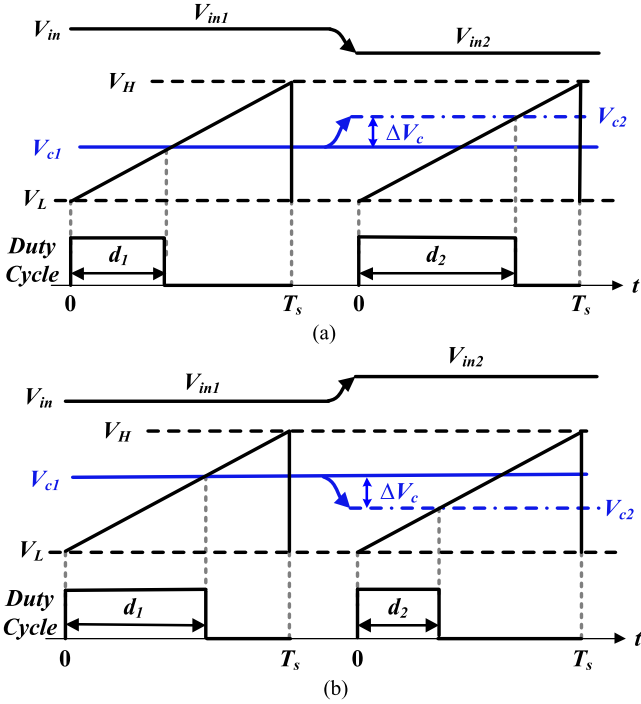 Vin Vin1 Vin2
VH
Vc1 ΔVc Vc2
VL
Duty
Cycle d1 d2
0 Ts 0 Ts t
(a)
Vin Vin1 Vin2
VH
Vc1 ΔVc Vc2
VL
Duty
Cycle d1 d2
0 Ts 0 Ts t
(b)